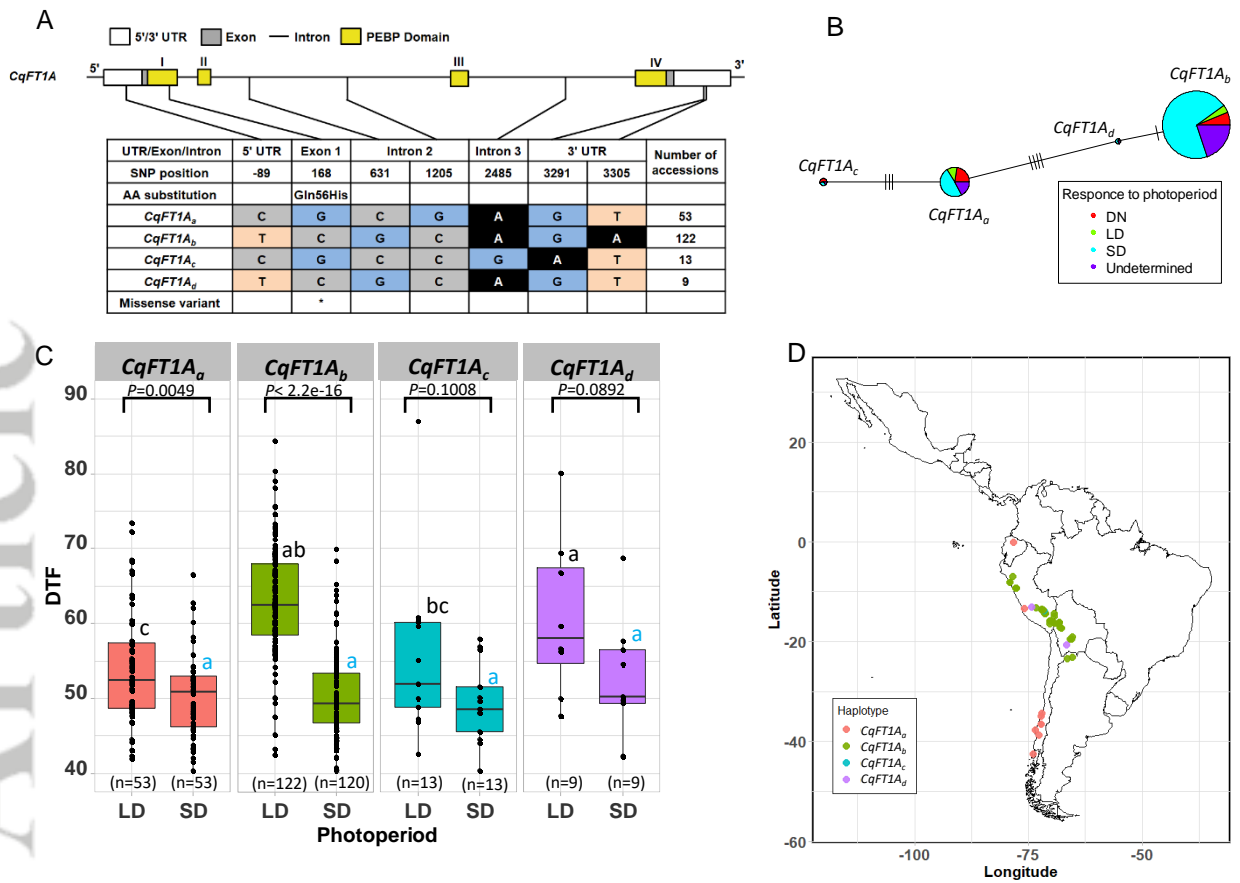 A
5'/3' UTR Exon Intron PEBP Domain
I II III IV
CqFT1A 5' 3'
UTR/Exon/Intron 5' UTR Exon 1 Intron 2 Intron 3 3' UTR Number of accessions
SNP position -89 168 631 1205 2485 3291 3305
AA substitution Gln56His
CqFT1Aa C G C G A G T 53
CqFT1Ab T C G C A G A 122
CqFT1Ac C G C C G A T 13
CqFT1Ad T C G C A G T 9
Missense variant *
B
CqFT1Ab
CqFT1Ad
CqFT1Ac
CqFT1Aa
Responce to photoperiod
DN
LD
SD
Undetermined
C
CqFT1Aa CqFT1Ab CqFT1Ac CqFT1Ad
P=0.0049 P< 2.2e-16 P=0.1008 P=0.0892
90
80
70
60
50
40
DTF
c a ab a bc a a a
(n=53) (n=53) (n=122) (n=120) (n=13) (n=13) (n=9) (n=9)
LD SD LD SD LD SD LD SD
Photoperiod
D
20
0
-20
-40
-60
Latitude
Haplotype
CqFT1Aa
CqFT1Ab
CqFT1Ac
CqFT1Ad
-100 -75 -50
Longitude